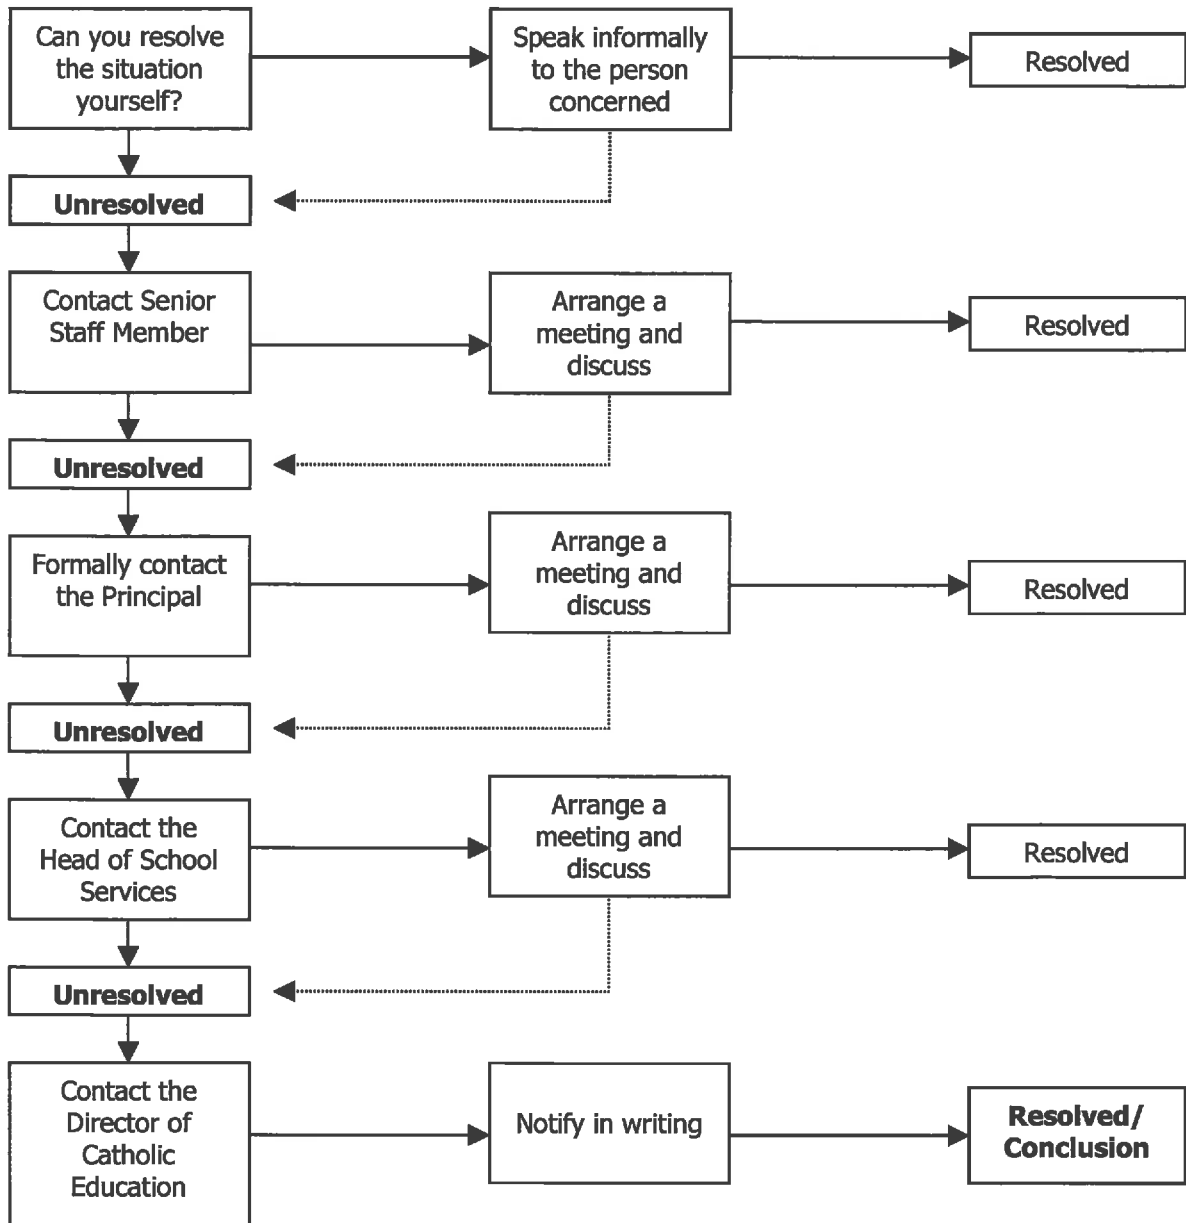 Can you resolve
the situation
yourself?
Speak informally
to the person
concerned
Resolved
Unresolved
Contact Senior
Staff Member
Arrange a
meeting and
discuss
Resolved
Unresolved
Formally contact
the Principal
Arrange a
meeting and
discuss
Resolved
Unresolved
Contact the
Head of School
Services
Arrange a
meeting and
discuss
Resolved
Unresolved
Contact the
Director of
Catholic
Education
Notify in writing
Resolved/
Conclusion